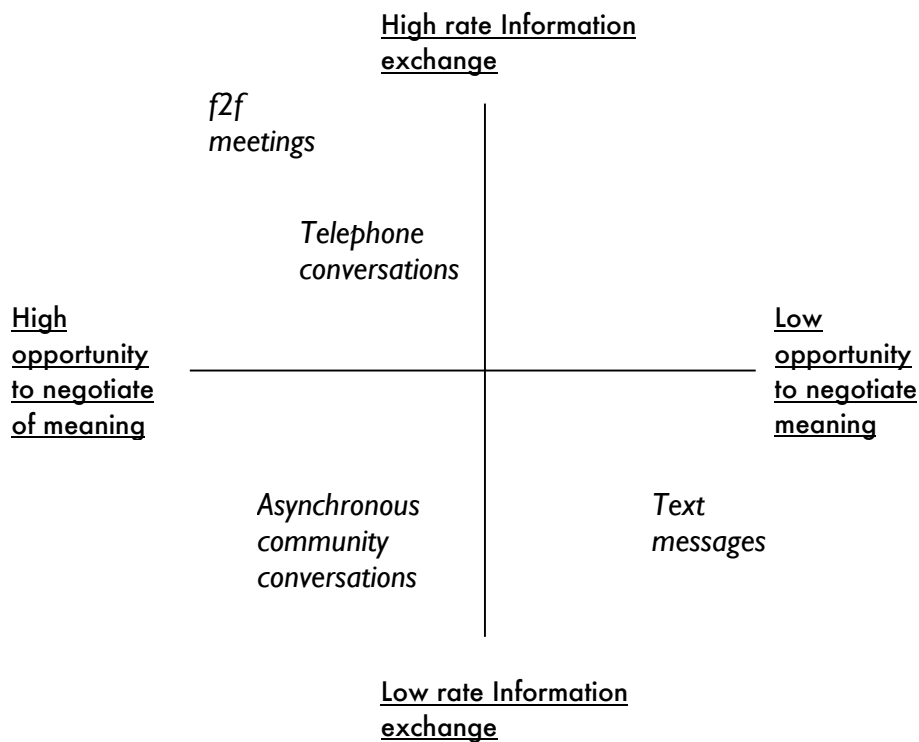 High rate Information
exchange
f2f
meetings
Telephone
conversations
High
opportunity
to negotiate
of meaning
Low
opportunity
to negotiate
meaning
Asynchronous
community
conversations
Text
messages
Low rate Information
exchange